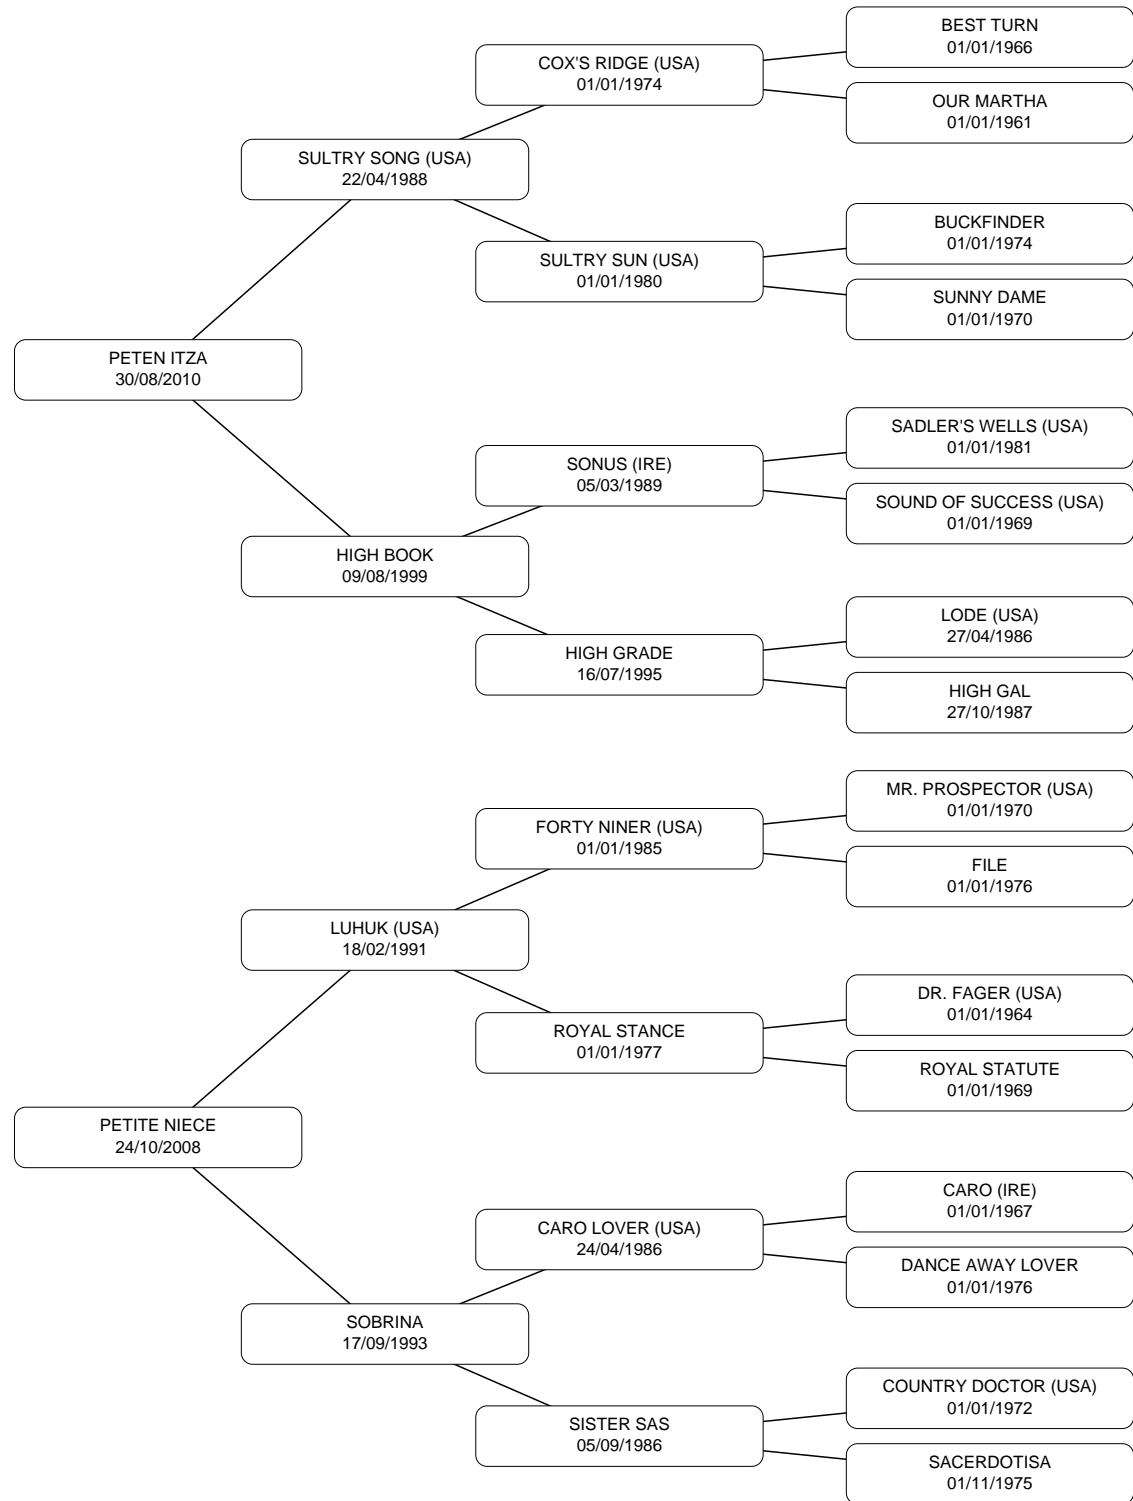 BEST TURN
01/01/1966
COX'S RIDGE (USA)
01/01/1974
OUR MARTHA
01/01/1961
SULTRY SONG (USA)
22/04/1988
BUCKFINDER
01/01/1974
SULTRY SUN (USA)
01/01/1980
SUNNY DAME
01/01/1970
PETEN ITZA
30/08/2010
SADLER'S WELLS (USA)
01/01/1981
SONUS (IRE)
05/03/1989
SOUND OF SUCCESS (USA)
01/01/1969
HIGH BOOK
09/08/1999
LODE (USA)
27/04/1986
HIGH GRADE
16/07/1995
HIGH GAL
27/10/1987
MR. PROSPECTOR (USA)
01/01/1970
FORTY NINER (USA)
01/01/1985
FILE
01/01/1976
LUHUK (USA)
18/02/1991
DR. FAGER (USA)
01/01/1964
ROYAL STANCE
01/01/1977
ROYAL STATUTE
01/01/1969
PETITE NIECE
24/10/2008
CARO (IRE)
01/01/1967
CARO LOVER (USA)
24/04/1986
DANCE AWAY LOVER
01/01/1976
SOBRINA
17/09/1993
COUNTRY DOCTOR (USA)
01/01/1972
SISTER SAS
05/09/1986
SACERDOTISA
01/11/1975